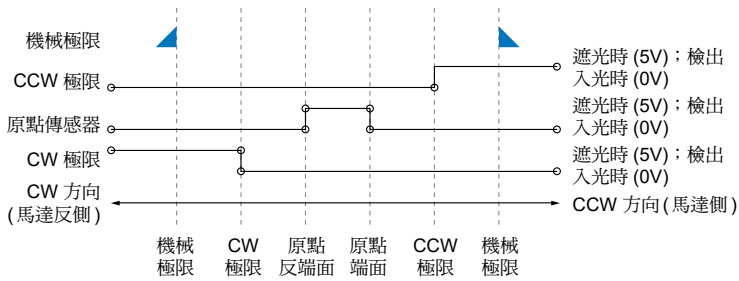 機械極限
CCW 極限
遮光時 (5V)；檢出
入光時 (0V)
原點傳感器
遮光時 (5V)；檢出
入光時 (0V)
CW 極限
遮光時 (5V)；檢出
入光時 (0V)
CW 方向
(馬達反側)
CCW 方向(馬達側)
機械
極限
CW
極限
原點
反端面
原點
端面
CCW
極限
機械
極限